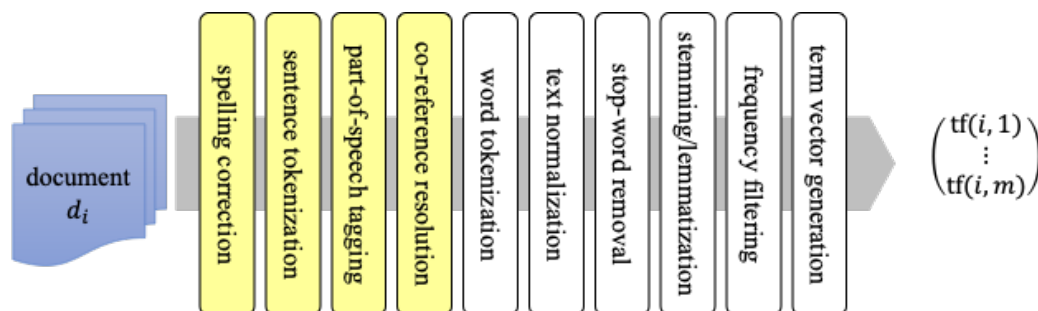 document
d_i
spelling correction
sentence tokenization
part-of-speech tagging
co-reference resolution
word tokenization
text normalization
stop-word removal
stemming/lemmatization
frequency filtering
term vector generation
tf(i, 1)
⋮
tf(i, m)